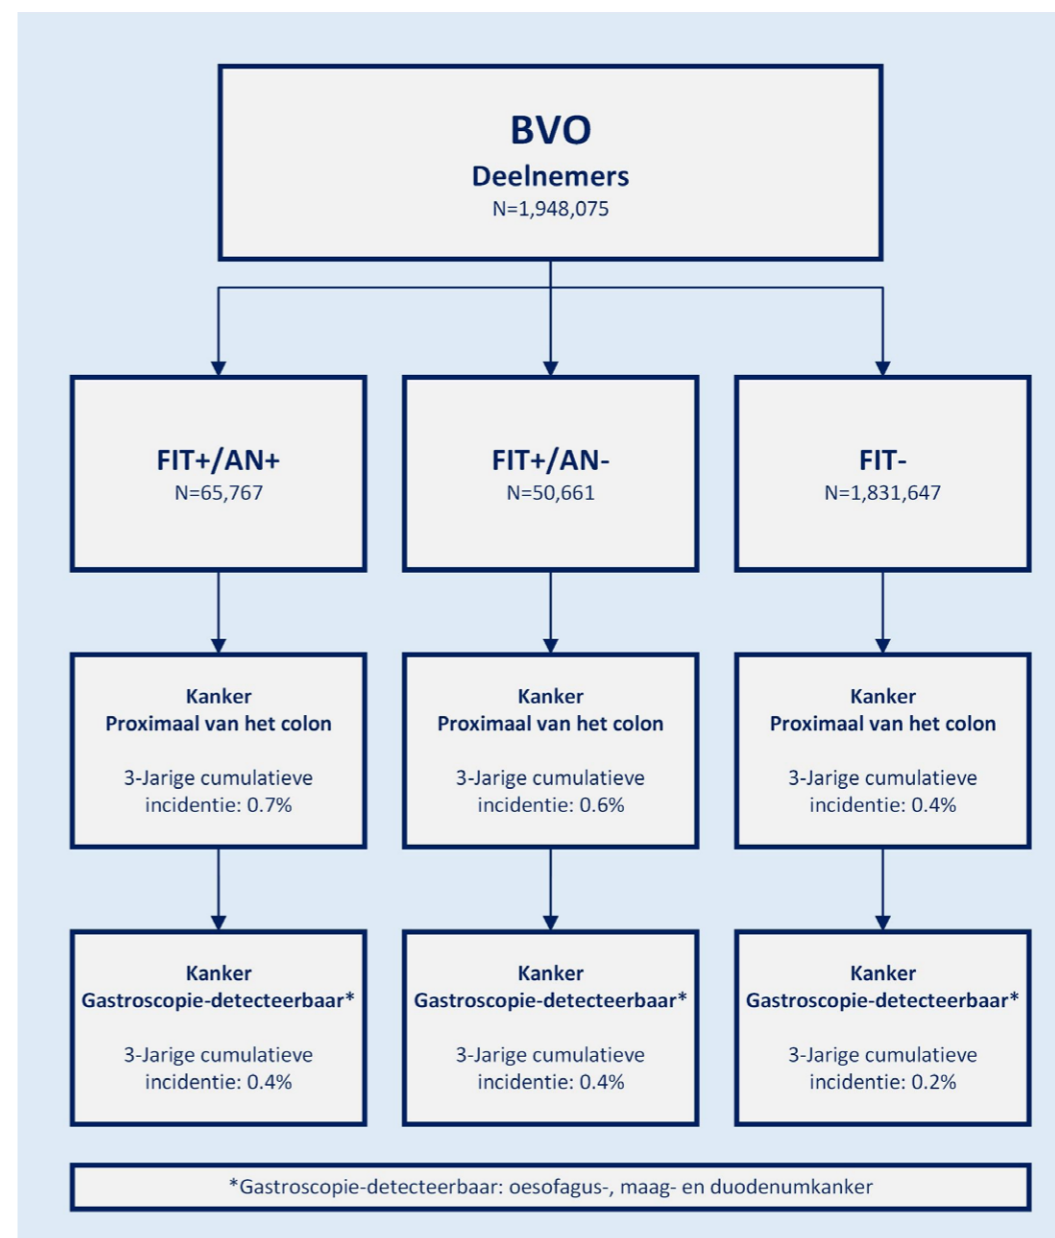 BVO
Deelnemers
N=1,948,075
FIT+/AN+
N=65,767
FIT+/AN-
N=50,661
FIT-
N=1,831,647
Kanker
Proximaal van het colon
3-Jarige cumulatieve
incidentie: 0.7%
Kanker
Proximaal van het colon
3-Jarige cumulatieve
incidentie: 0.6%
Kanker
Proximaal van het colon
3-Jarige cumulatieve
incidentie: 0.4%
Kanker
Gastroscopie-detecteerbaar*
3-Jarige cumulatieve
incidentie: 0.4%
Kanker
Gastroscopie-detecteerbaar*
3-Jarige cumulatieve
incidentie: 0.4%
Kanker
Gastroscopie-detecteerbaar*
3-Jarige cumulatieve
incidentie: 0.2%
*Gastroscopie-detecteerbaar: oesofagus-, maag- en duodenumkanker